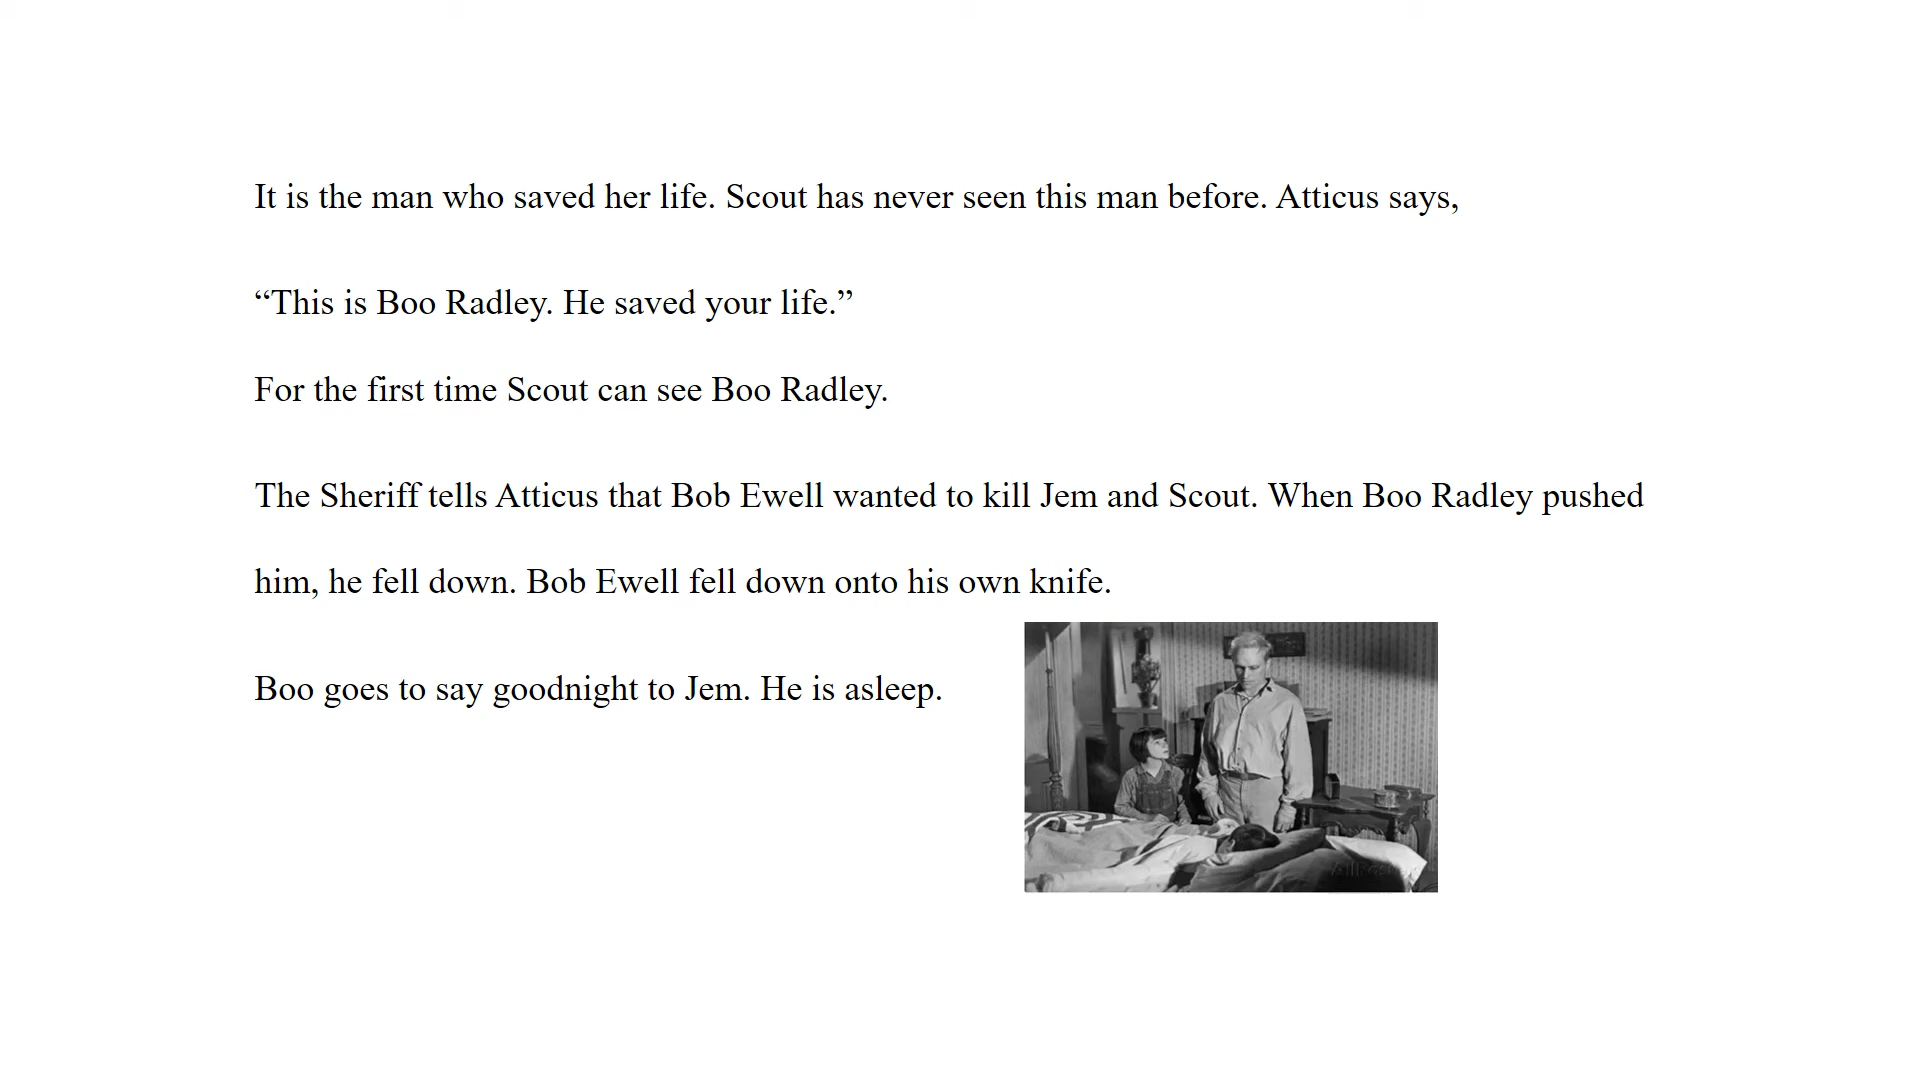 It is the man who saved her life. Scout has never seen this man before. Atticus says,
“This is Boo Radley. He saved your life.”
For the first time Scout can see Boo Radley.
The Sheriff tells Atticus that Bob Ewell wanted to kill Jem and Scout. When Boo Radley pushed
him, he fell down. Bob Ewell fell down onto his own knife.
Boo goes to say goodnight to Jem. He is asleep.